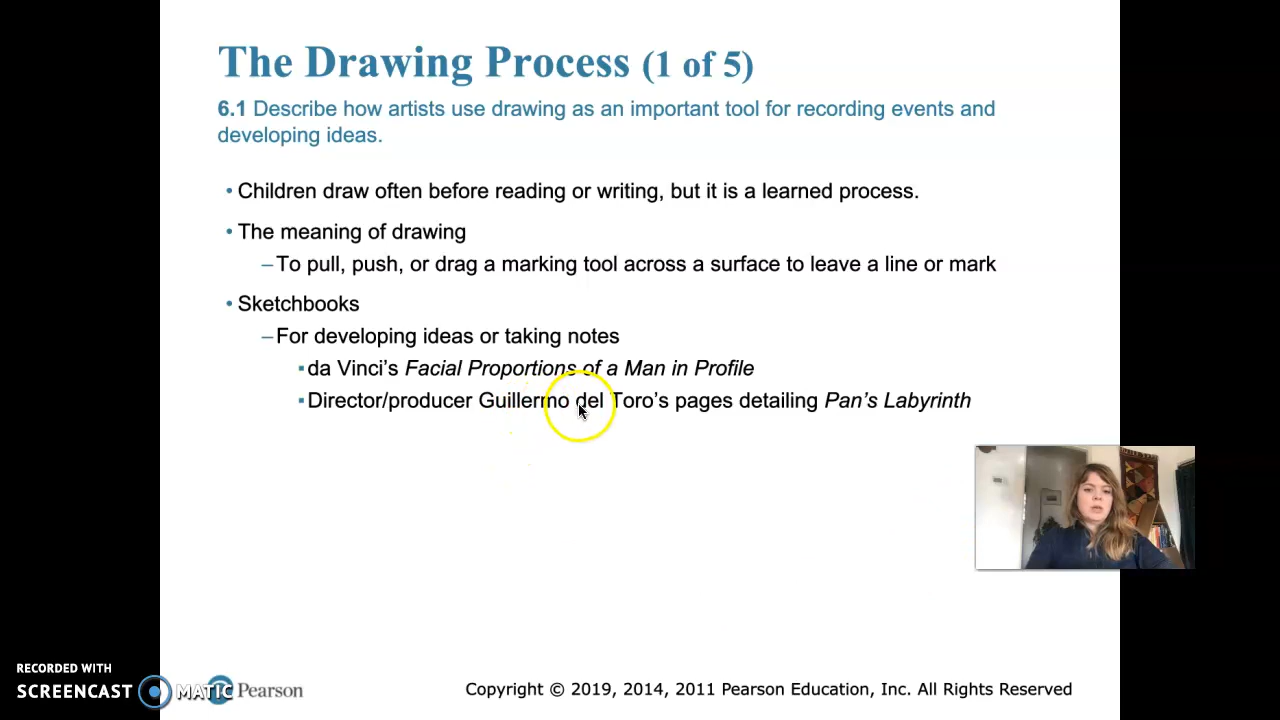 The Drawing Process (1 of 5)
6.1 Describe how artists use drawing as an important tool for recording events and
developing ideas.
• Children draw often before reading or writing, but it is a learned process.
• The meaning of drawing
–To pull, push, or drag a marking tool across a surface to leave a line or mark
• Sketchbooks
–For developing ideas or taking notes
▪da Vinci’s Facial Proportions of a Man in Profile
▪Director/producer Guillermo del Toro’s pages detailing Pan’s Labyrinth
RECORDED WITH
SCREENCAST MATIC
Pearson
Copyright © 2019, 2014, 2011 Pearson Education, Inc. All Rights Reserved